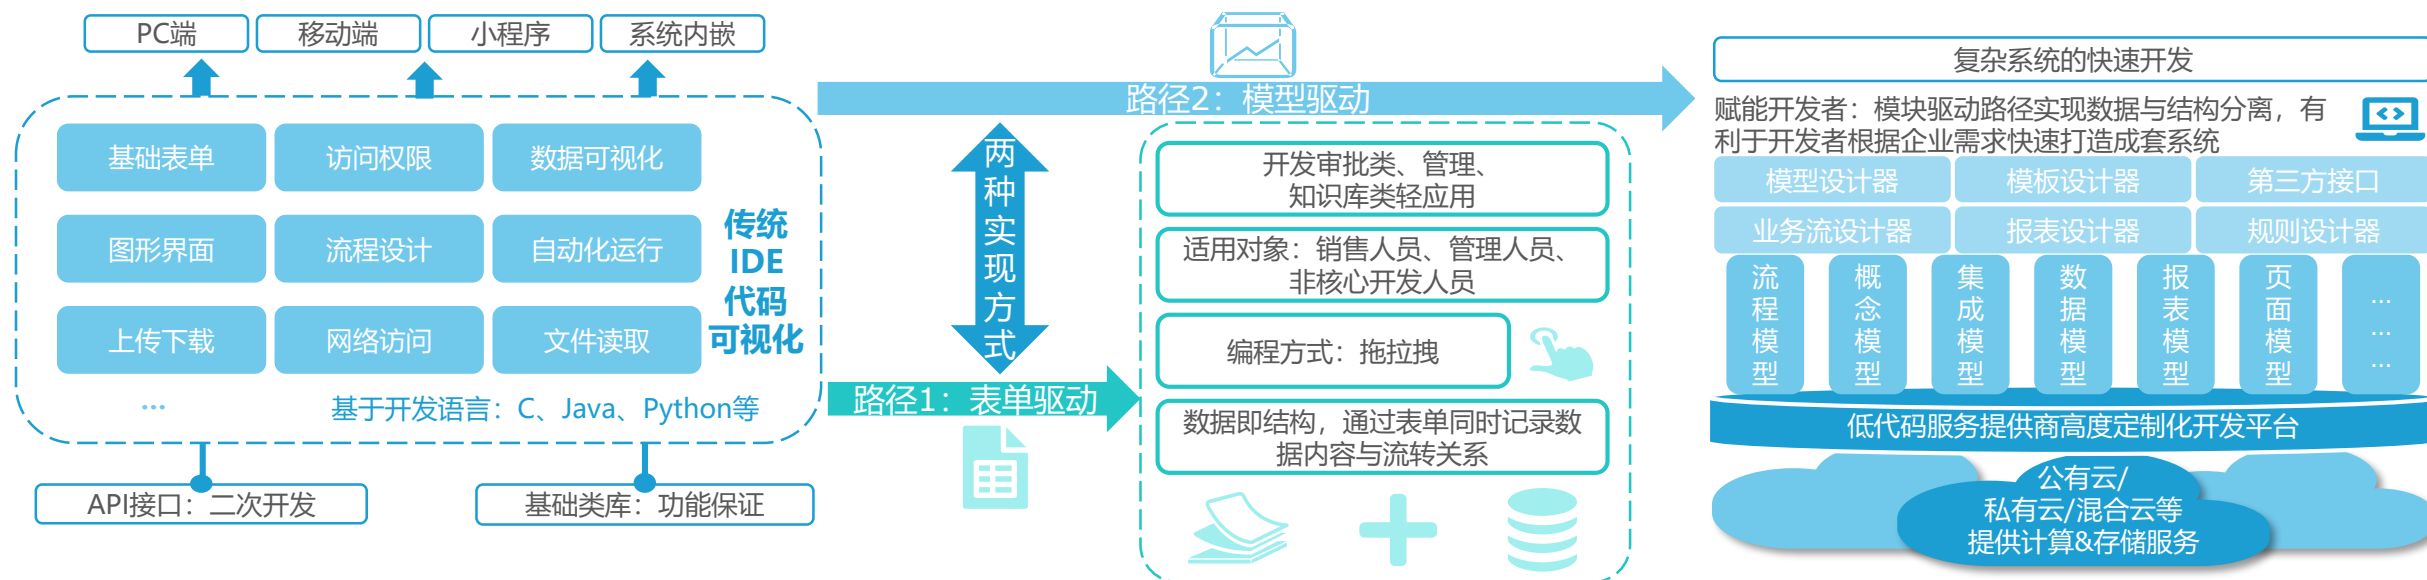 PC端
移动端
小程序
系统内嵌
基础表单
访问权限
数据可视化
图形界面
流程设计
自动化运行
上传下载
网络访问
文件读取
传统
IDE
代码
可视化
...
基于开发语言：C、Java、Python等
API接口：二次开发
基础类库：功能保证
路径2：模型驱动
两种实现方式
路径1：表单驱动
开发审批类、管理、
知识库类轻应用
适用对象：销售人员、管理人员、
非核心开发人员
编程方式：拖拉拽
数据即结构，通过表单同时记录数
据内容与流转关系
复杂系统的快速开发
赋能开发者：模块驱动路径实现数据与结构分离，有
利于开发者根据企业需求快速打造成套系统
模型设计器
模板设计器
第三方接口
业务流设计器
报表设计器
规则设计器
流程模型
概念模型
集成模型
数据模型
报表模型
页面模型
...
...
...
低代码服务提供商高度定制化开发平台
公有云/
私有云/混合云等
提供计算&存储服务